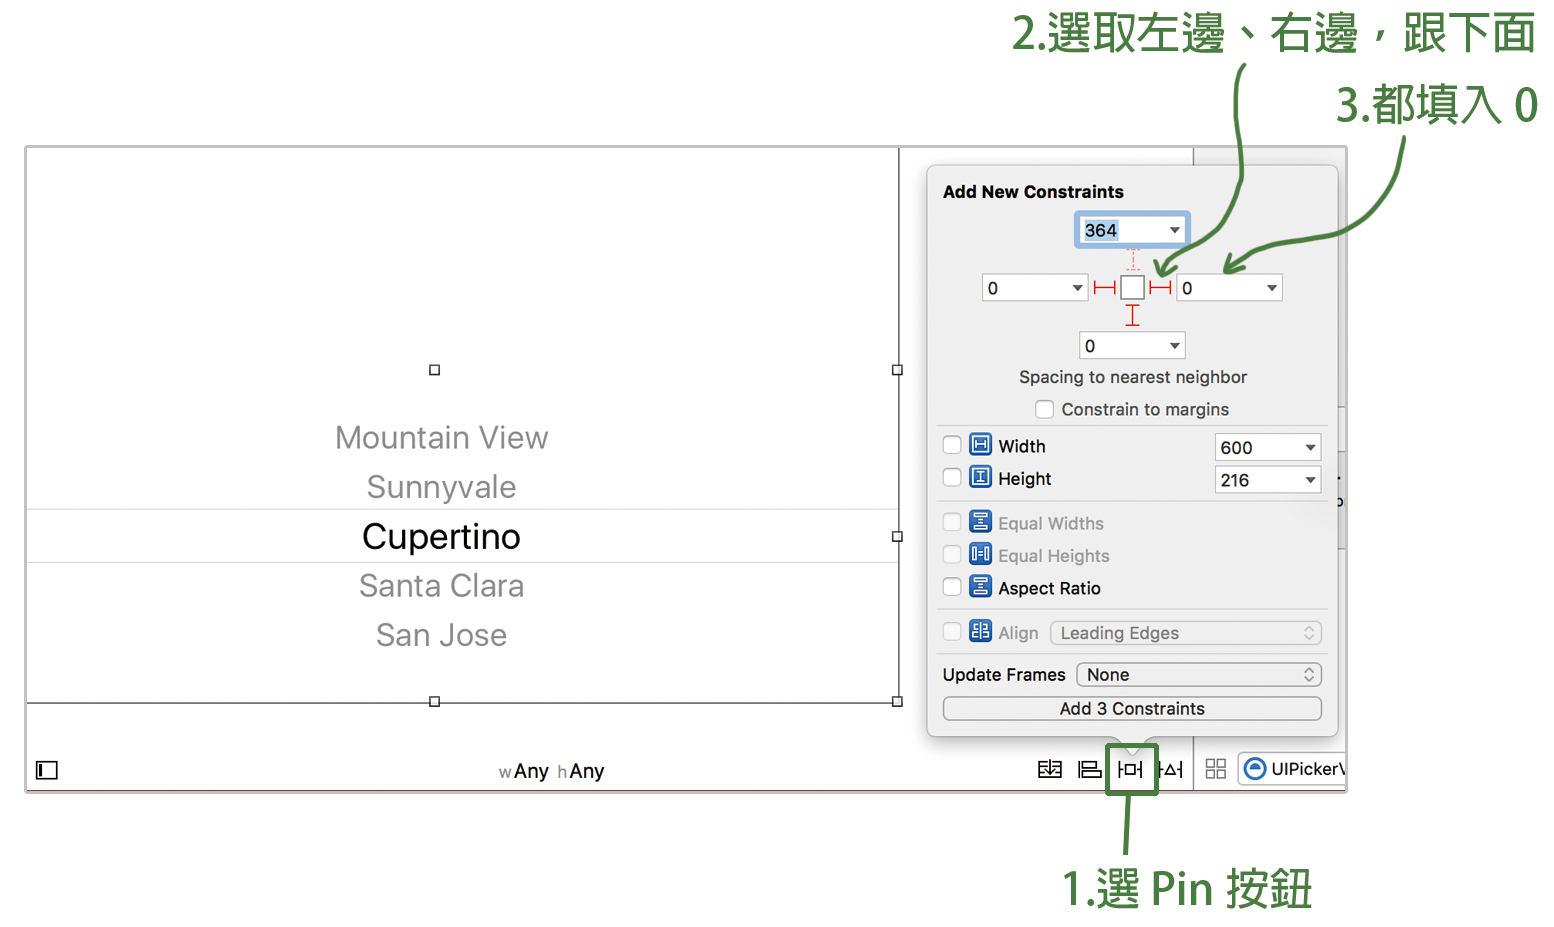 2.選取左邊、右邊，跟下面
3.都填入 0
Add New Constraints
364
0
0
0
Spacing to nearest neighbor
Constrain to margins
Width
600
Height
216
Equal Widths
Equal Heights
Aspect Ratio
Align
Leading Edges
Update Frames
None
Add 3 Constraints
Mountain View
Sunnyvale
Cupertino
Santa Clara
San Jose
wAny hAny
UIPickerV
1.選 Pin 按鈕